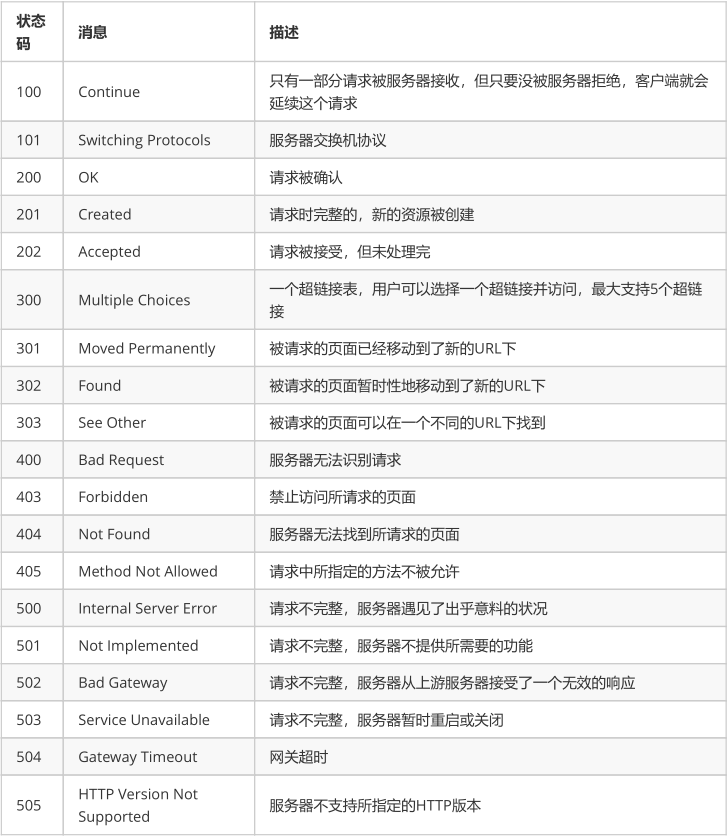 状态码 消息 描述
100 Continue 只有一部分请求被服务器接收，但只要没被服务器拒绝，客户端就会
延续这个请求
101 Switching Protocols 服务器交换机协议
200 OK 请求被确认
201 Created 请求时完整的，新的资源被创建
202 Accepted 请求被接受，但未处理完
300 Multiple Choices 一个超链接表，用户可以选择一个超链接并访问，最大支持5个超链
接
301 Moved Permanently 被请求的页面已经移动到了新的URL下
302 Found 被请求的页面暂时性地移动到了新的URL下
303 See Other 被请求的页面可以在一个不同的URL下找到
400 Bad Request 服务器无法识别请求
403 Forbidden 禁止访问所请求的页面
404 Not Found 服务器无法找到所请求的页面
405 Method Not Allowed 请求中所指定的方法不被允许
500 Internal Server Error 请求不完整，服务器遇见了出乎意料的状况
501 Not Implemented 请求不完整，服务器不提供所需要的功能
502 Bad Gateway 请求不完整，服务器从上游服务器接受了一个无效的响应
503 Service Unavailable 请求不完整，服务器暂时重启或关闭
504 Gateway Timeout 网关超时
505 HTTP Version Not
Supported 服务器不支持所指定的HTTP版本